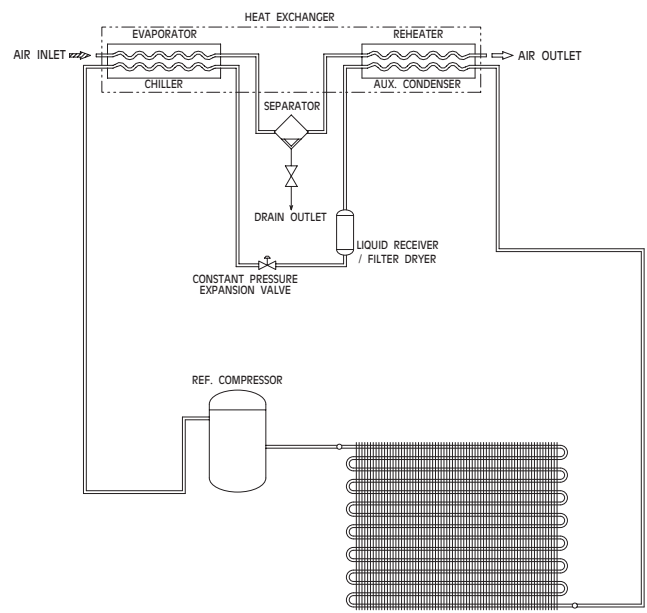 HEAT EXCHANGER
EVAPORATOR
REHEATER
AIR INLET
AIR OUTLET
CHILLER
AUX. CONDENSER
SEPARATOR
DRAIN OUTLET
LIQUID RECEIVER
/ FILTER DRYER
CONSTANT PRESSURE
EXPANSION VALVE
REF. COMPRESSOR